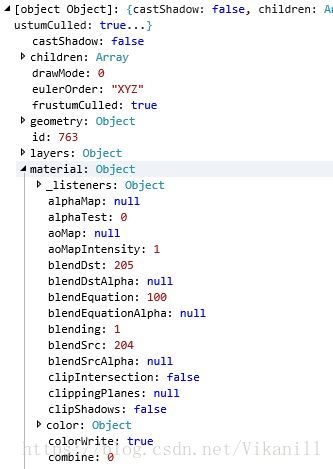 [object Object]: {castShadow: false, children: Ar
ustumCulled: true...}
castShadow: false
children: Array
drawMode: 0
eulerOrder: "XYZ"
frustumCulled: true
geometry: Object
id: 763
layers: Object
material: Object
_listeners: Object
alphaMap: null
alphaTest: 0
aoMap: null
aoMapIntensity: 1
blendDst: 205
blendDstAlpha: null
blendEquation: 100
blendEquationAlpha: null
blending: 1
blendSrc: 204
blendSrcAlpha: null
clipIntersection: false
clippingPlanes: null
clipShadows: false
color: Object
colorWrite: true
https://blog.csdn.net/Vikanill
combine: 0